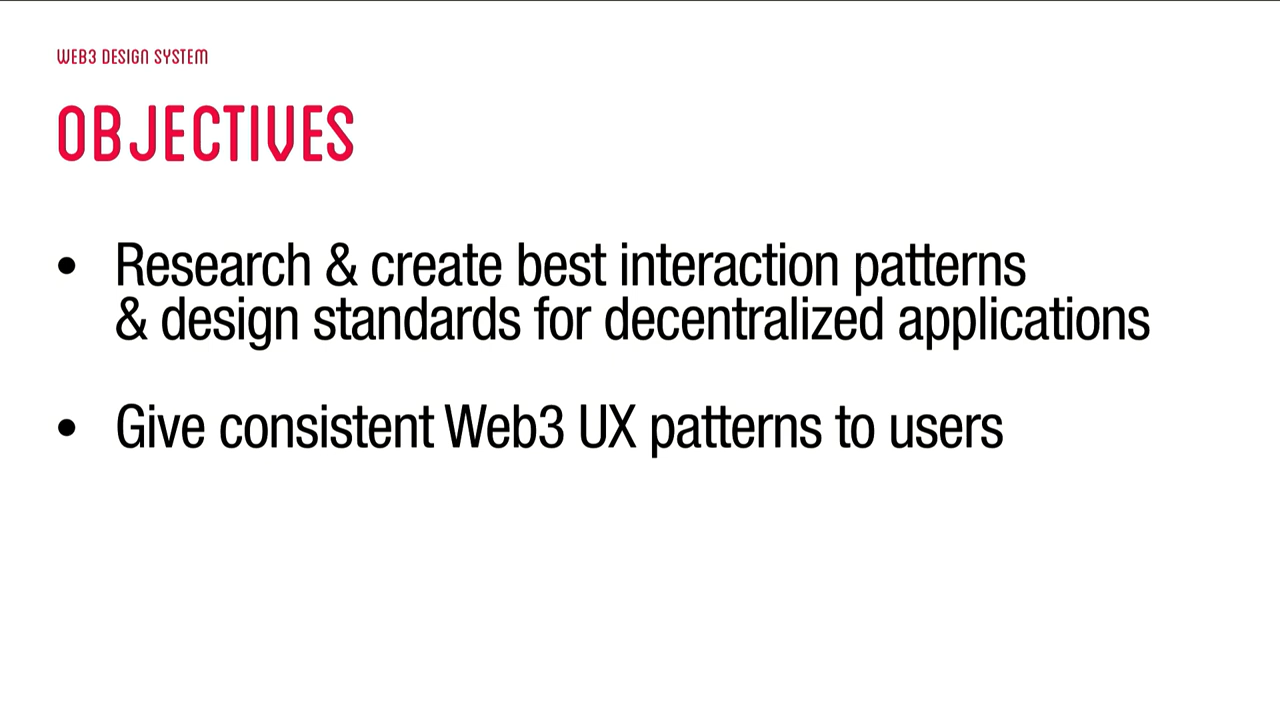 WEB3 DESIGN SYSTEM
OBJECTIVES
• Research & create best interaction patterns
& design standards for decentralized applications
• Give consistent Web3 UX patterns to users